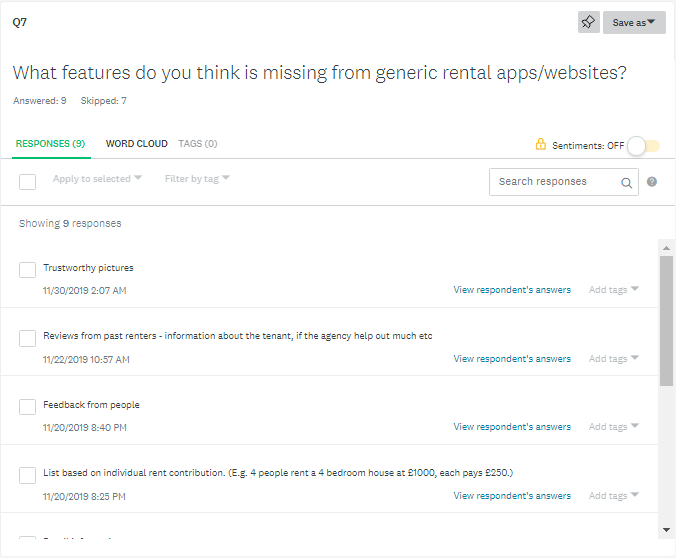 Q7
Save as
What features do you think is missing from generic rental apps/websites?
Answered: 9 Skipped: 7
RESPONSES (9) WORD CLOUD TAGS (0) Sentiments: OFF
Apply to selected Filter by tag Search responses ?
Showing 9 responses
Trustworthy pictures
11/30/2019 2:07 AM View respondent's answers Add tags
Reviews from past renters - information about the tenant, if the agency help out much etc
11/22/2019 10:57 AM View respondent's answers Add tags
Feedback from people
11/20/2019 8:40 PM View respondent's answers Add tags
List based on individual rent contribution. (E.g. 4 people rent a 4 bedroom house at £1000, each pays £250.)
11/20/2019 8:25 PM View respondent's answers Add tags